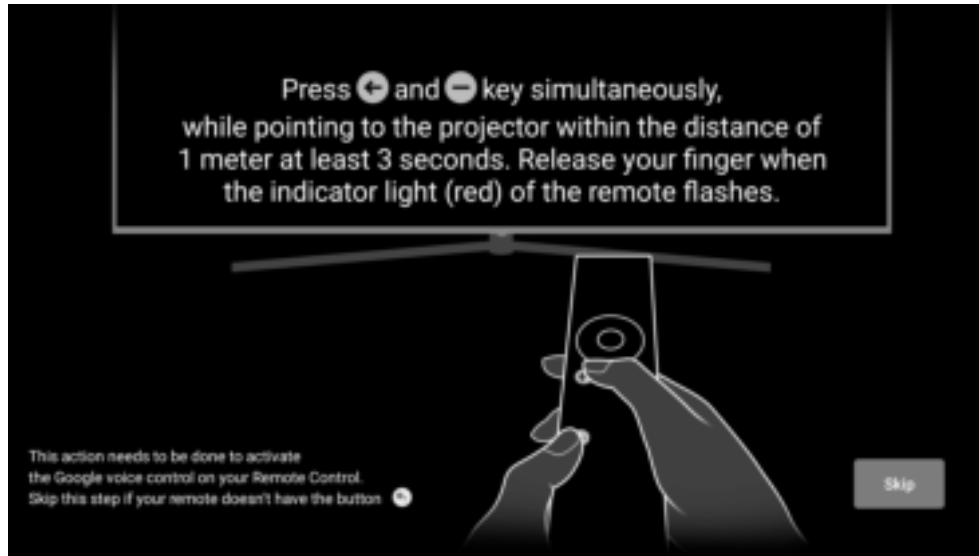 Press and key simultaneously,
while pointing to the projector within the distance of
1 meter at least 3 seconds. Release your finger when
the indicator light (red) of the remote flashes.
This action needs to be done to activate
the Google voice control on your Remote Control.
Skip this step if your remote doesn't have the button
Skip